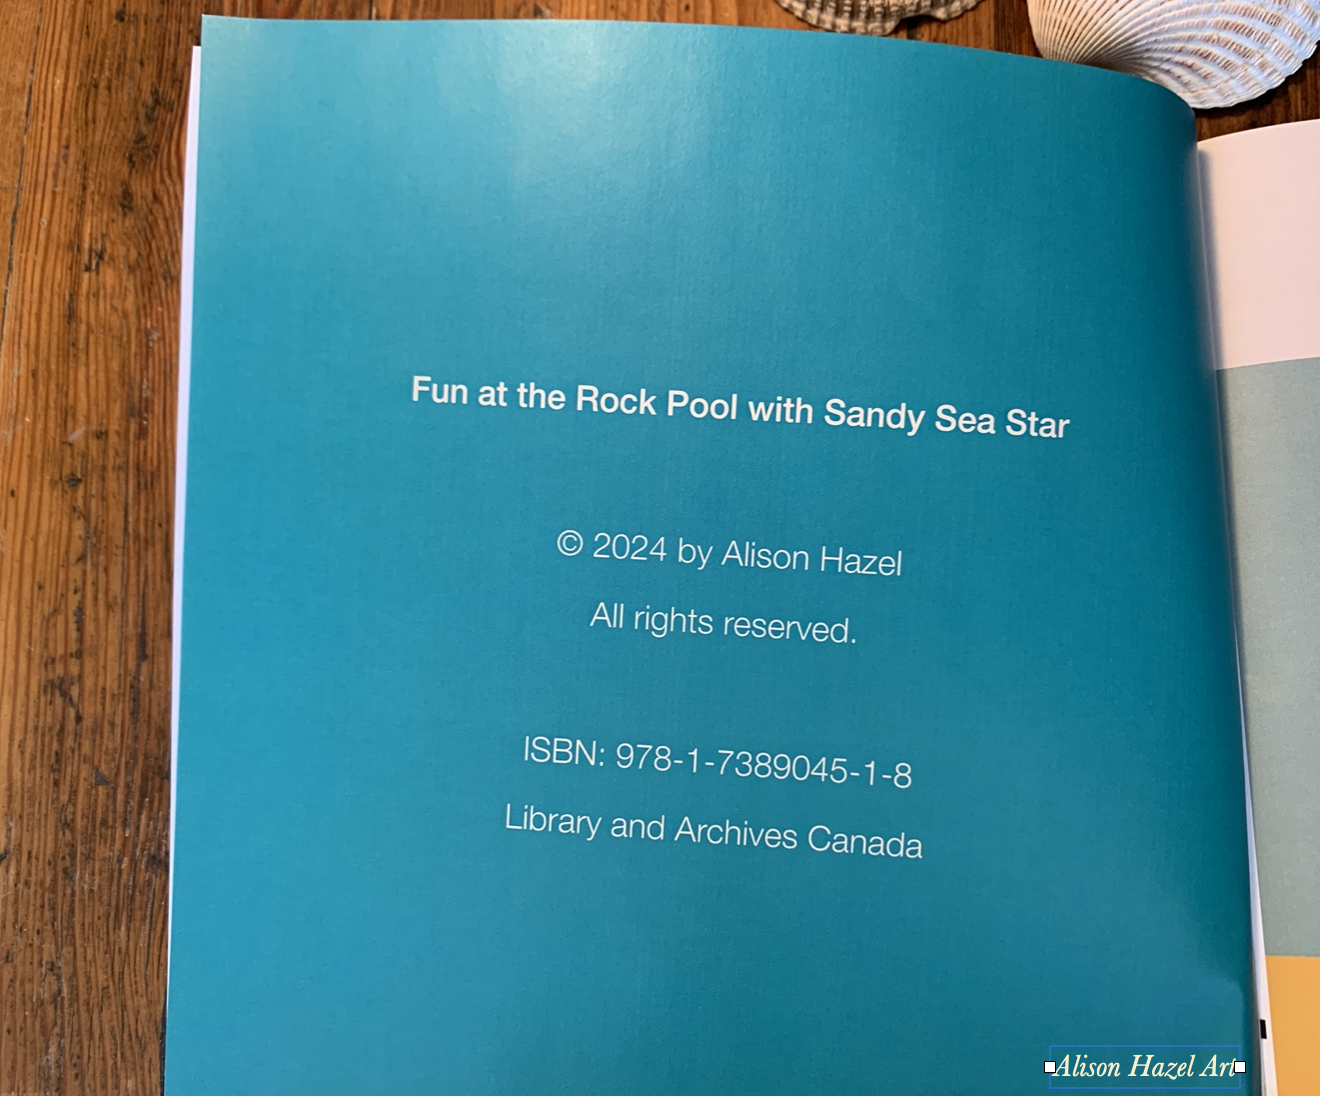 Fun at the Rock Pool with Sandy Sea Star
© 2024 by Alison Hazel
All rights reserved.
ISBN: 978-1-7389045-1-8
Library and Archives Canada
Alison Hazel Art